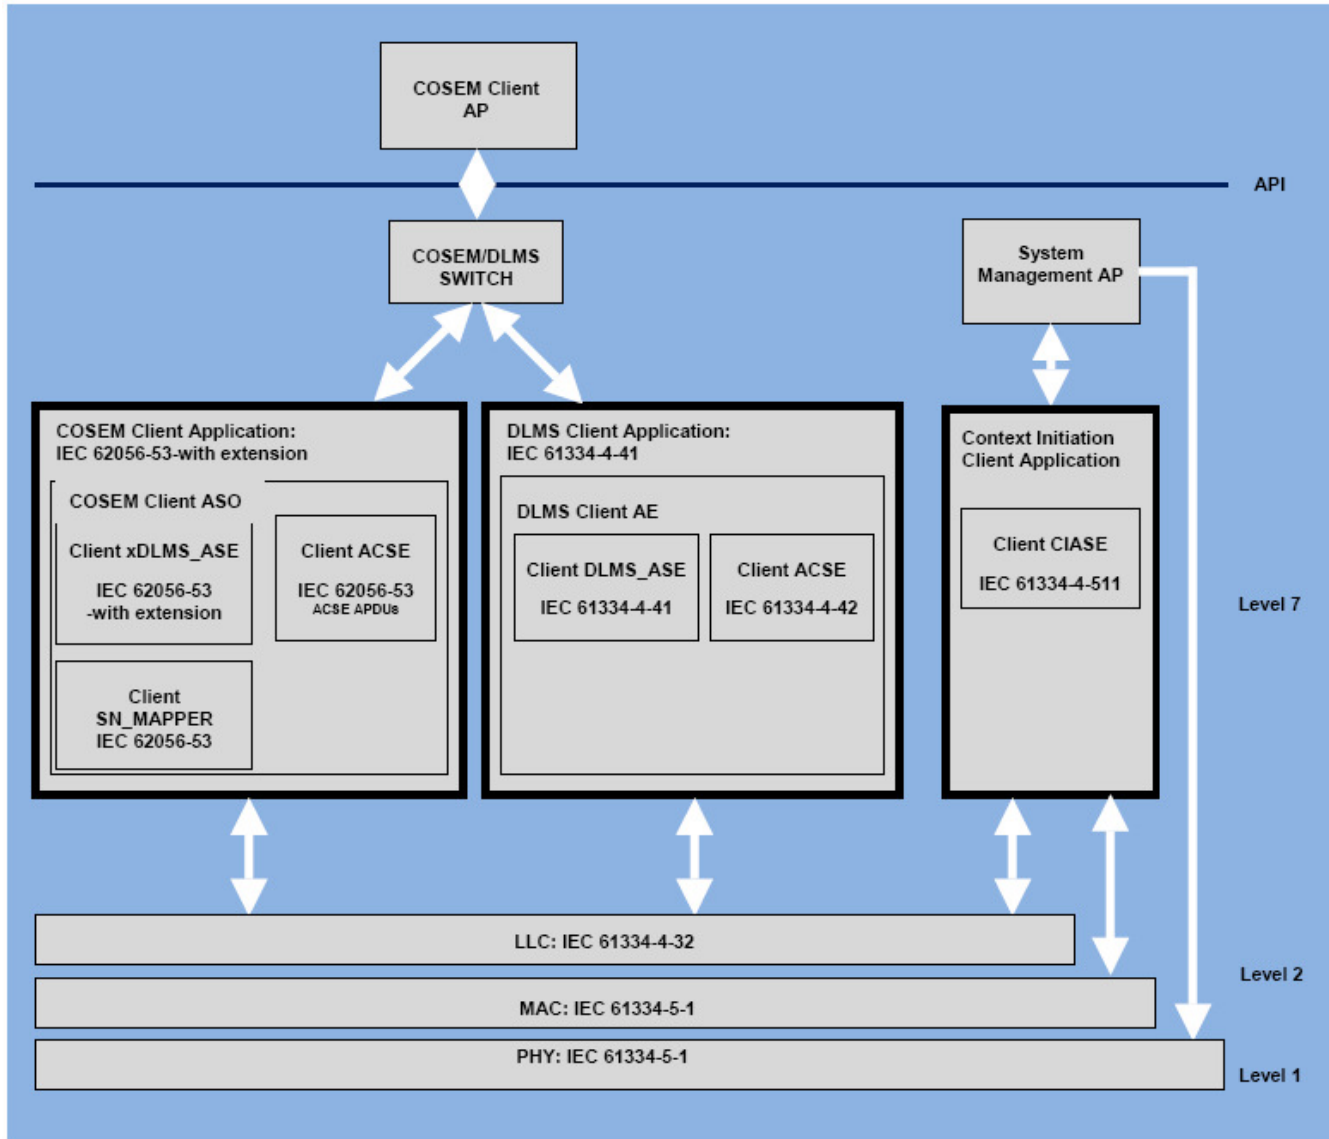 COSEM Client
AP
API
COSEM/DLMS
SWITCH
System
Management AP
COSEM Client Application:
IEC 62056-53-with extension
COSEM Client ASO
Client xDLMS_ASE
IEC 62056-53
-with extension
Client ACSE
IEC 62056-53
ACSE APDUs
Client
SN_MAPPER
IEC 62056-53
DLMS Client Application:
IEC 61334-4-41
DLMS Client AE
Client DLMS_ASE
IEC 61334-4-41
Client ACSE
IEC 61334-4-42
Context Initiation
Client Application
Client CIASE
IEC 61334-4-511
Level 7
LLC: IEC 61334-4-32
Level 2
MAC: IEC 61334-5-1
PHY: IEC 61334-5-1
Level 1